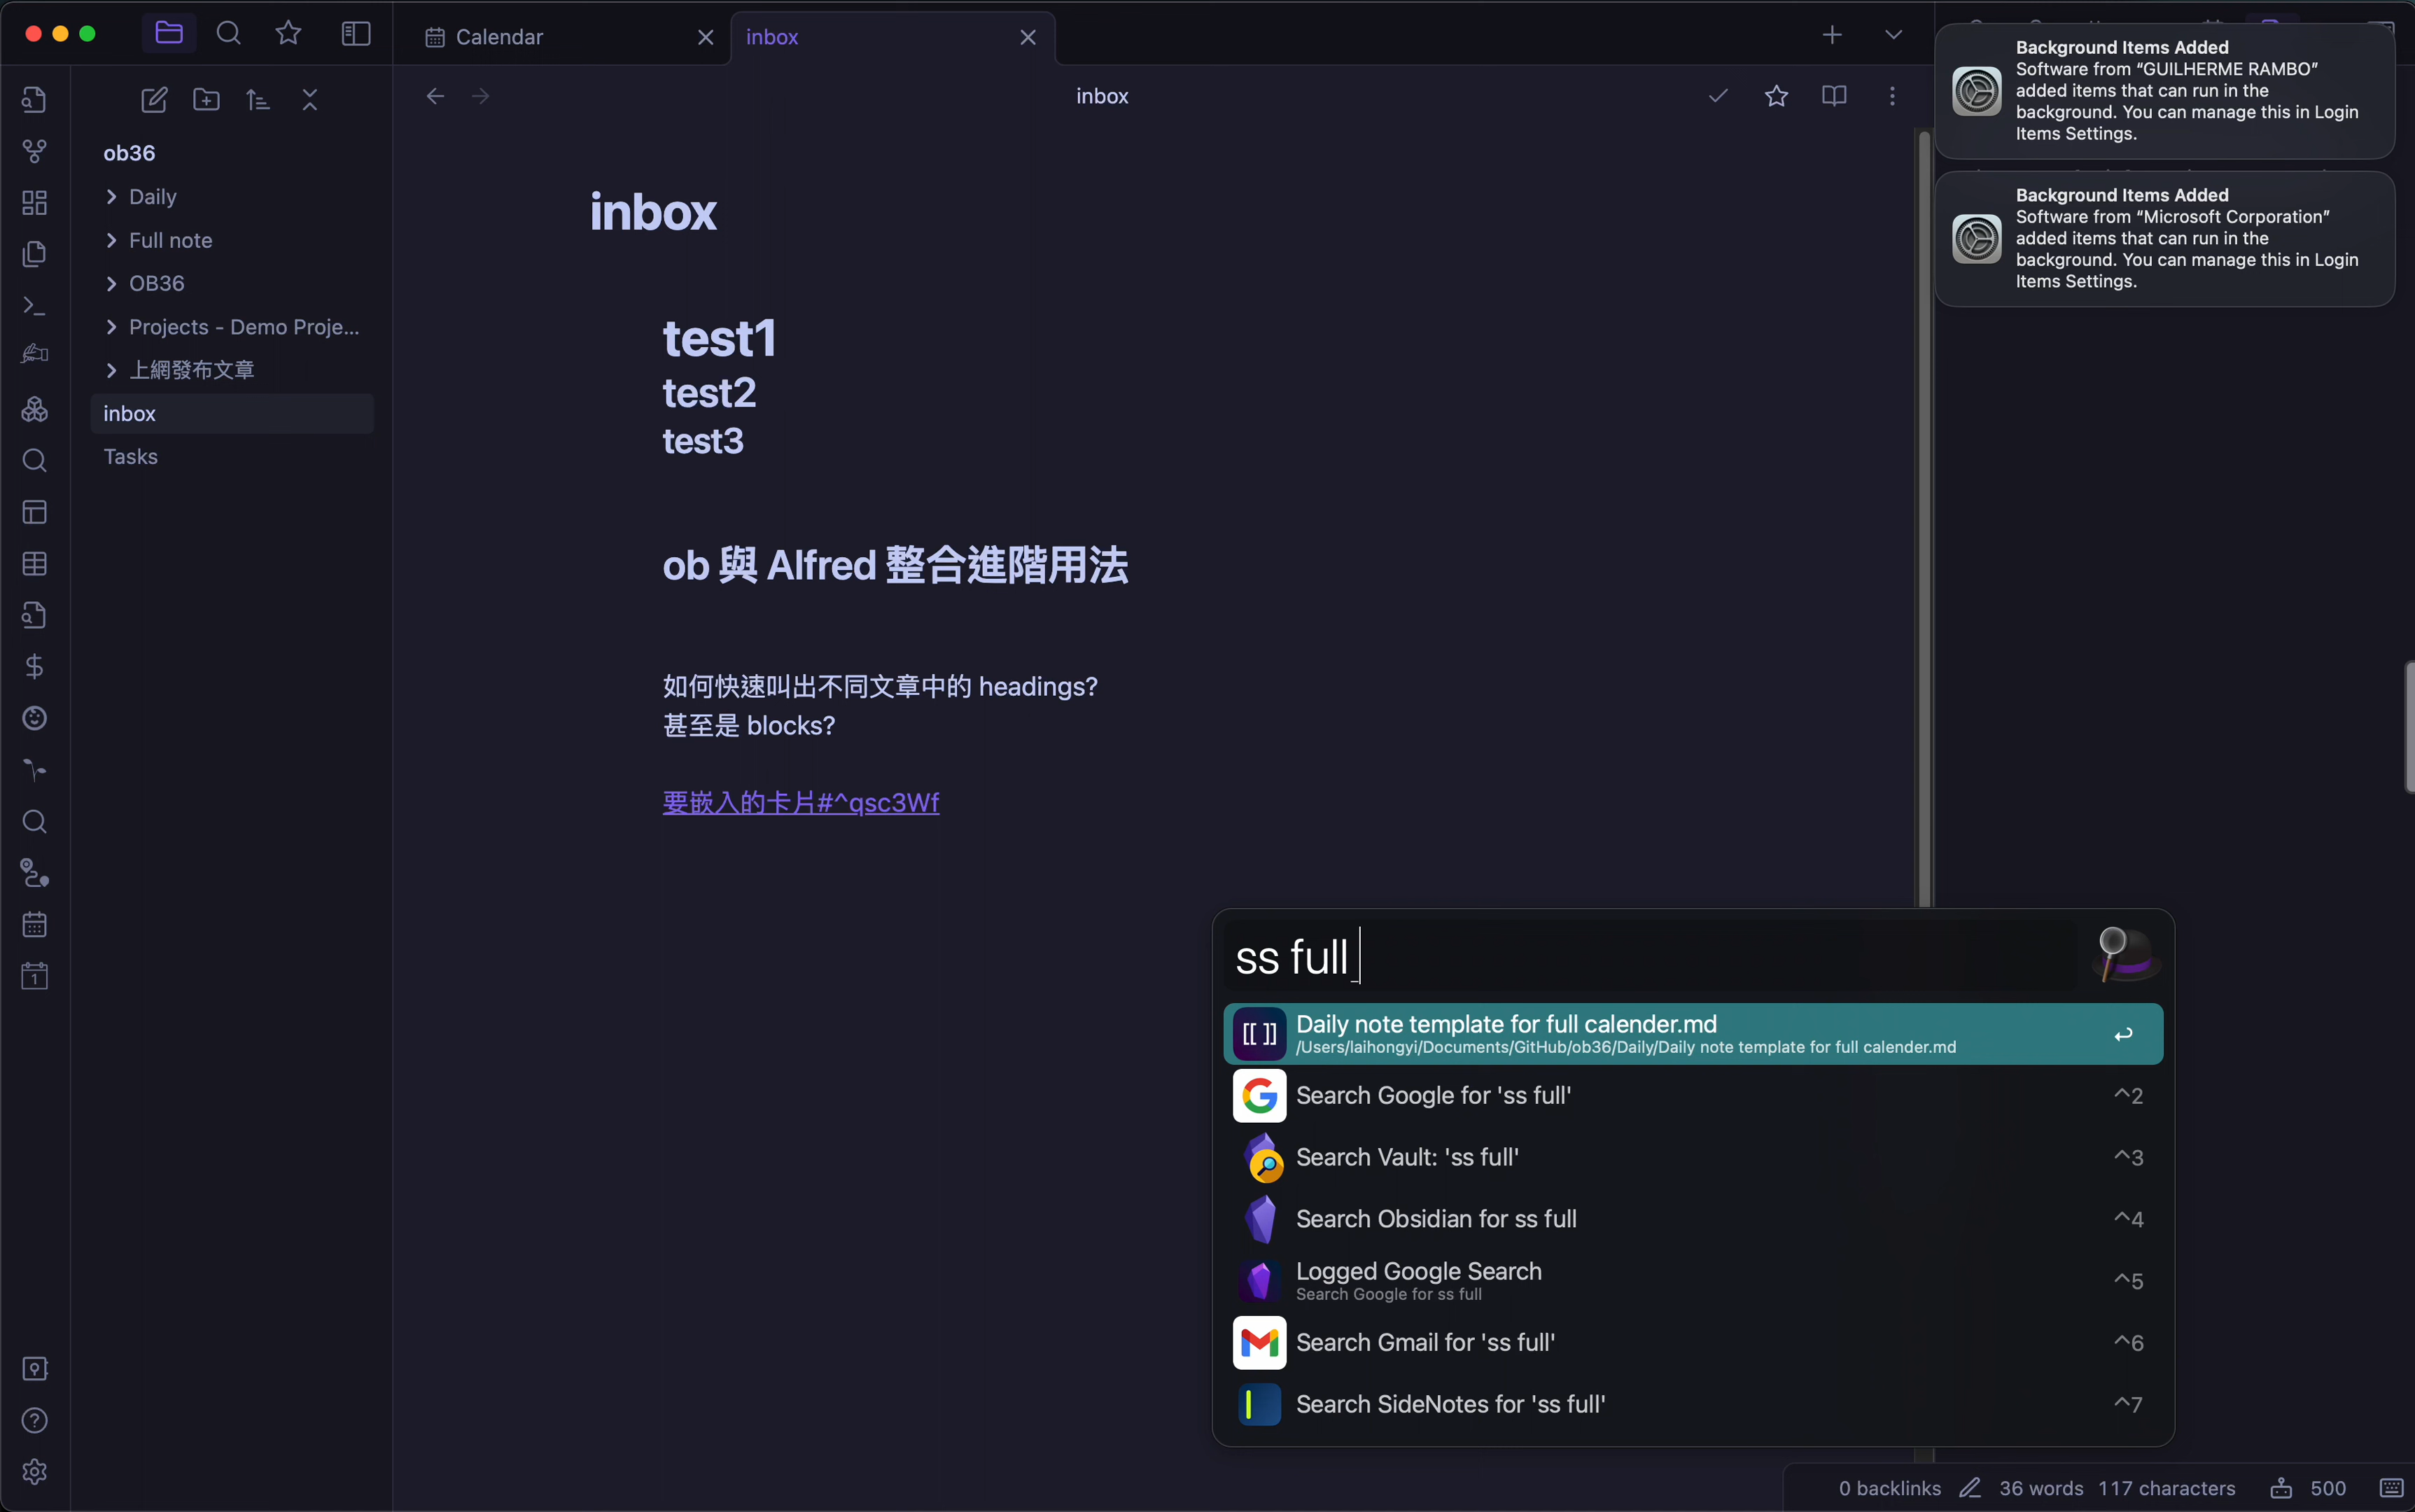 Calendar
inbox
inbox
ob36
Daily
Full note
OB36
Projects - Demo Proje...
上網發布文章
inbox
Tasks
1
inbox
test1
test2
test3
ob 與 Alfred 整合進階用法
如何快速叫出不同文章中的 headings?
甚至是 blocks?
要嵌入的卡片#^qsc3Wf
Background Items Added
Software from “GUILHERME RAMBO”
added items that can run in the
background. You can manage this in Login
Items Settings.
Background Items Added
Software from “Microsoft Corporation”
added items that can run in the
background. You can manage this in Login
Items Settings.
ss full_
[[ ]] Daily note template for full calender.md
/Users/laihongyi/Documents/GitHub/ob36/Daily/Daily note template for full calender.md
Search Google for 'ss full' ^2
Search Vault: 'ss full' ^3
Search Obsidian for ss full ^4
Logged Google Search ^5
Search Google for ss full
Search Gmail for 'ss full' ^6
Search SideNotes for 'ss full' ^7
0 backlinks 36 words 117 characters 500